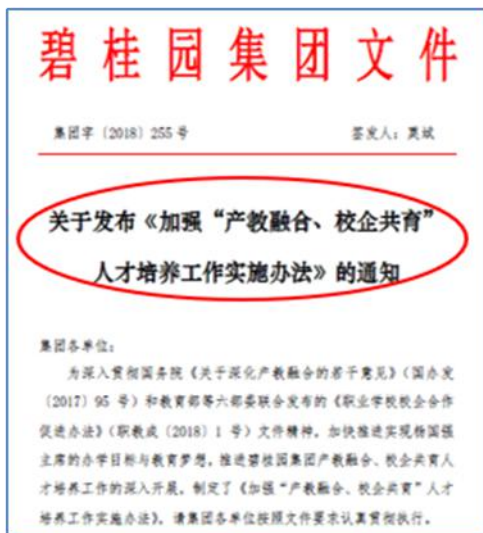 碧桂园集团文件
集团字〔2018〕255 号 签发人：莫斌
关于发布《加强“产教融合、校企共育”
人才培养工作实施办法》的通知
集团各单位：
为深入贯彻国务院《关于深化产教融合的若干意见》（国办发
〔2017〕95 号）和教育部等六部委联合发布的《职业学校校企合作
促进办法》（职教成〔2018〕1 号）文件精神，加快推进实现杨国强
主席的办学目标与教育梦想，推进碧桂园集团产教融合、校企共育人
才培养工作的深入开展，制定了《加强“产教融合、校企共育”人才
培养工作实施办法》，请集团各单位按照文件要求认真贯彻执行。